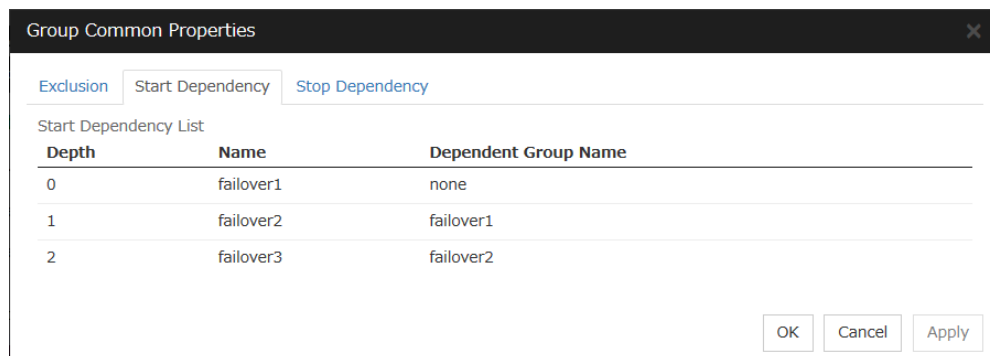 Group Common Properties
Exclusion Start Dependency Stop Dependency
Start Dependency List
Depth Name Dependent Group Name
0 failover1 none
1 failover2 failover1
2 failover3 failover2
OK Cancel Apply